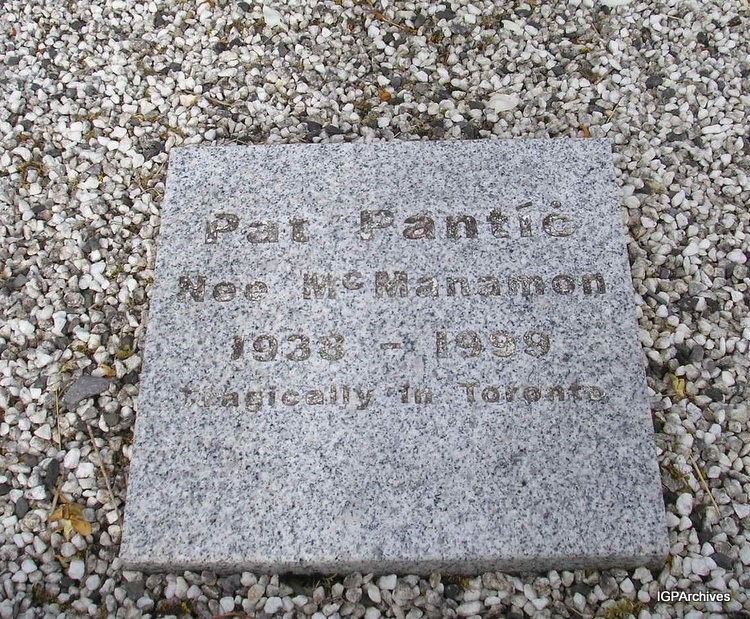 Pat Pantić
Nee McManamon
1938 - 1999
Tragically in Toronto
IGPArchives